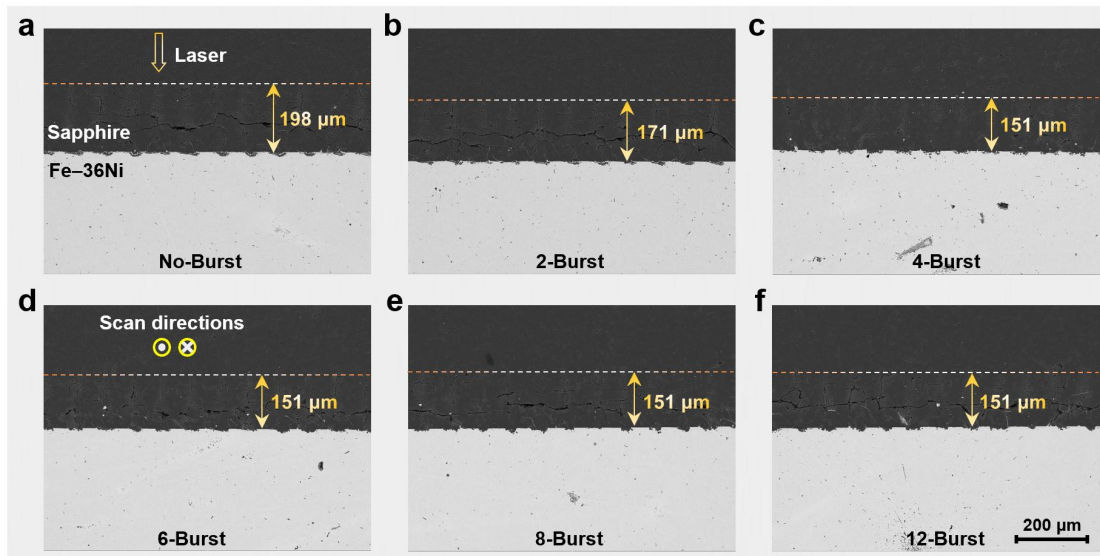 a
Laser
198 µm
Sapphire
Fe–36Ni
No-Burst
b
171 µm
2-Burst
c
151 µm
4-Burst
d
Scan directions
151 µm
6-Burst
e
151 µm
8-Burst
f
151 µm
12-Burst
200 µm